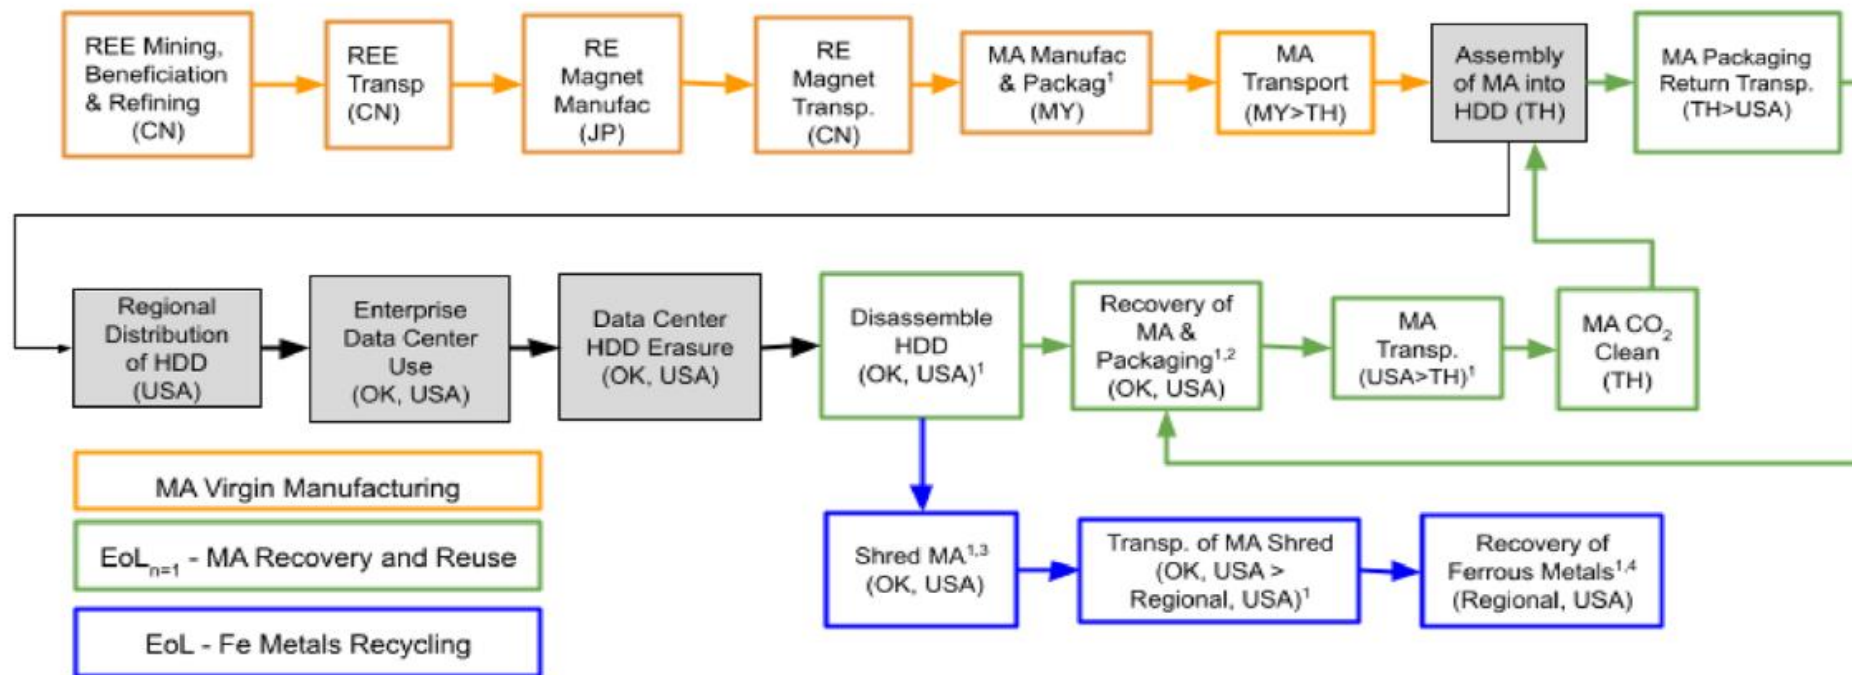 REE Mining,
Beneficiation
& Refining
(CN)
REE
Transp
(CN)
RE
Magnet
Manufac
(JP)
RE
Magnet
Transp.
(CN)
MA Manufac
& Packag¹
(MY)
MA
Transport
(MY>TH)
Assembly
of MA into
HDD (TH)
MA Packaging
Return Transp.
(TH>USA)
Regional
Distribution
of HDD
(USA)
Enterprise
Data Center
Use
(OK, USA)
Data Center
HDD Erasure
(OK, USA)
Disassemble
HDD
(OK, USA)¹
Recovery of
MA &
Packaging¹,²
(OK, USA)
MA
Transp.
(USA>TH)¹
MA CO₂
Clean
(TH)
MA Virgin Manufacturing
EoLₙ₌₁ - MA Recovery and Reuse
EoL - Fe Metals Recycling
Shred MA¹,³
(OK, USA)
Transp. of MA Shred
(OK, USA >
Regional, USA)¹
Recovery of
Ferrous Metals¹,⁴
(Regional, USA)